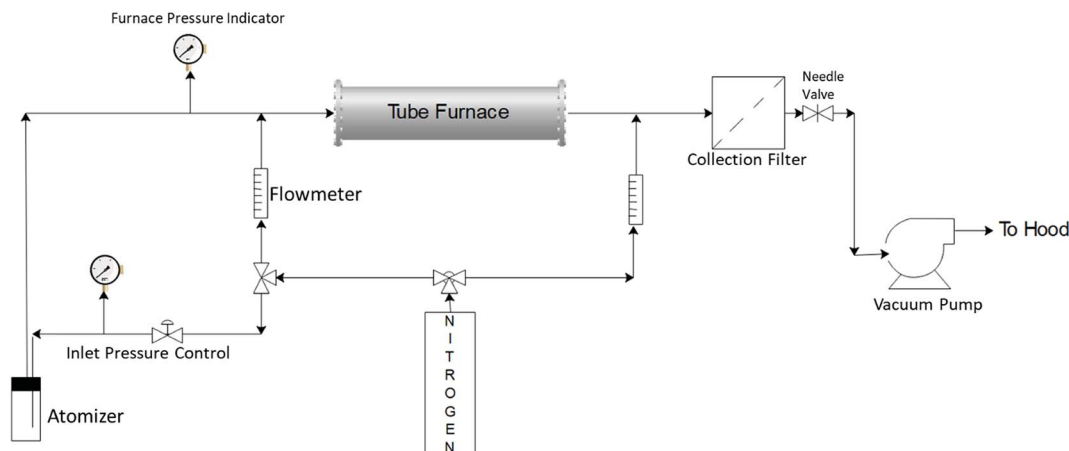 Furnace Pressure Indicator
Needle
Valve
Tube Furnace
Collection Filter
Flowmeter
To Hood
Vacuum Pump
Inlet Pressure Control
Atomizer
N
I
T
R
O
G
E
N